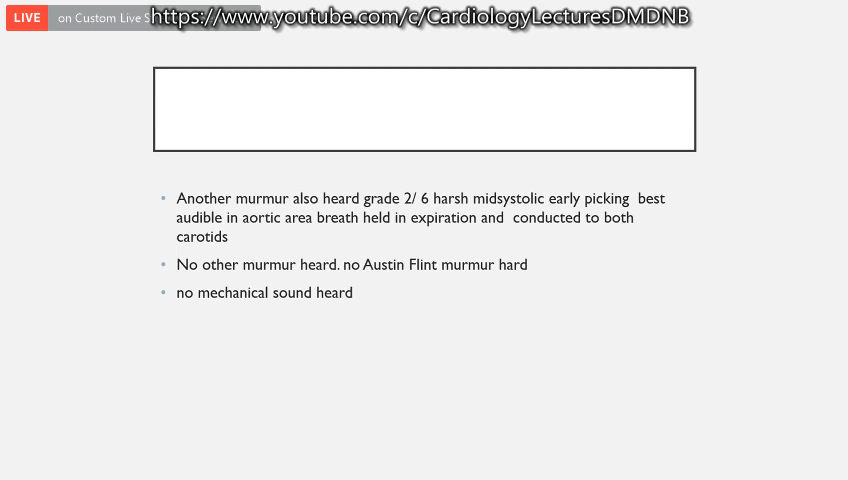 LIVE on Custom Live S
https://www.youtube.com/c/CardiologyLecturesDMDNB
Another murmur also heard grade 2/ 6 harsh midsystolic early picking best
audible in aortic area breath held in expiration and conducted to both
carotids
No other murmur heard. no Austin Flint murmur hard
no mechanical sound heard